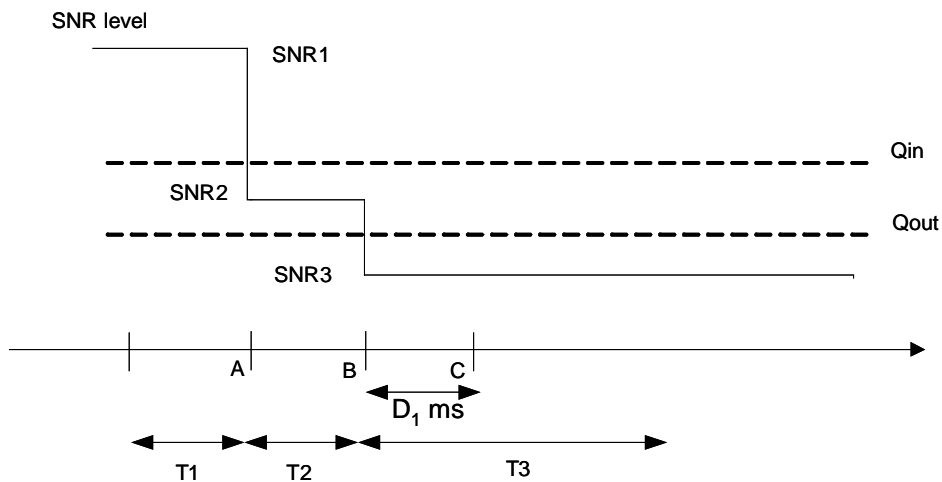 SNR level
SNR1
Qin
SNR2
Qout
SNR3
A B C
D₁ ms
T1 T2 T3